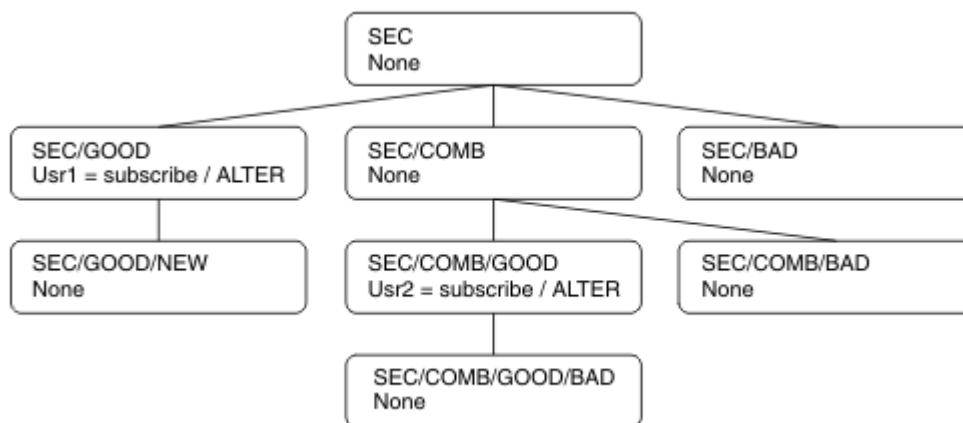 SEC
None
SEC/GOOD
Usr1 = subscribe / ALTER
SEC/COMB
None
SEC/BAD
None
SEC/GOOD/NEW
None
SEC/COMB/GOOD
Usr2 = subscribe / ALTER
SEC/COMB/BAD
None
SEC/COMB/GOOD/BAD
None